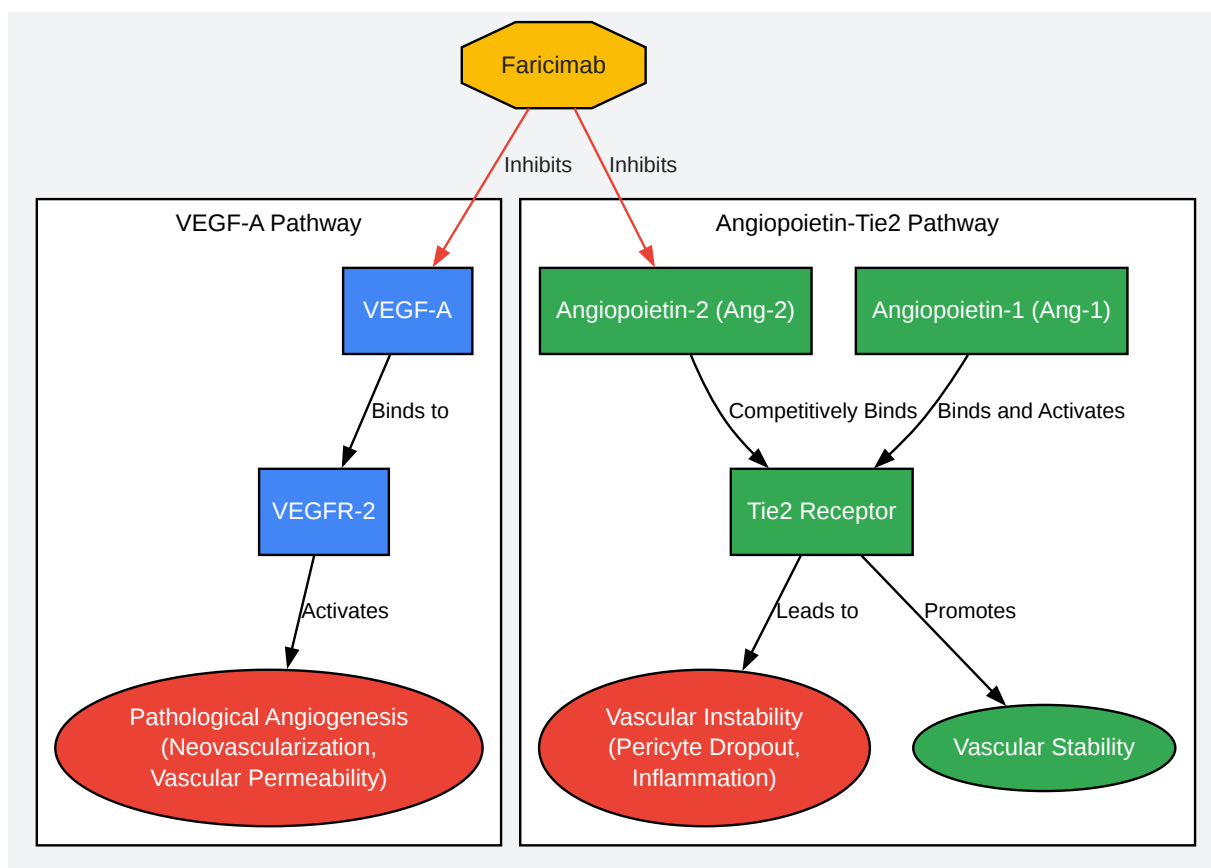 Faricimab
Inhibits
Inhibits
VEGF-A Pathway
VEGF-A
Binds to
VEGFR-2
Activates
Pathological Angiogenesis
(Neovascularization,
Vascular Permeability)
Angiopoietin-Tie2 Pathway
Angiopoietin-2 (Ang-2)
Angiopoietin-1 (Ang-1)
Competitively Binds
Binds and Activates
Tie2 Receptor
Leads to
Promotes
Vascular Instability
(Pericyte Dropout,
Inflammation)
Vascular Stability